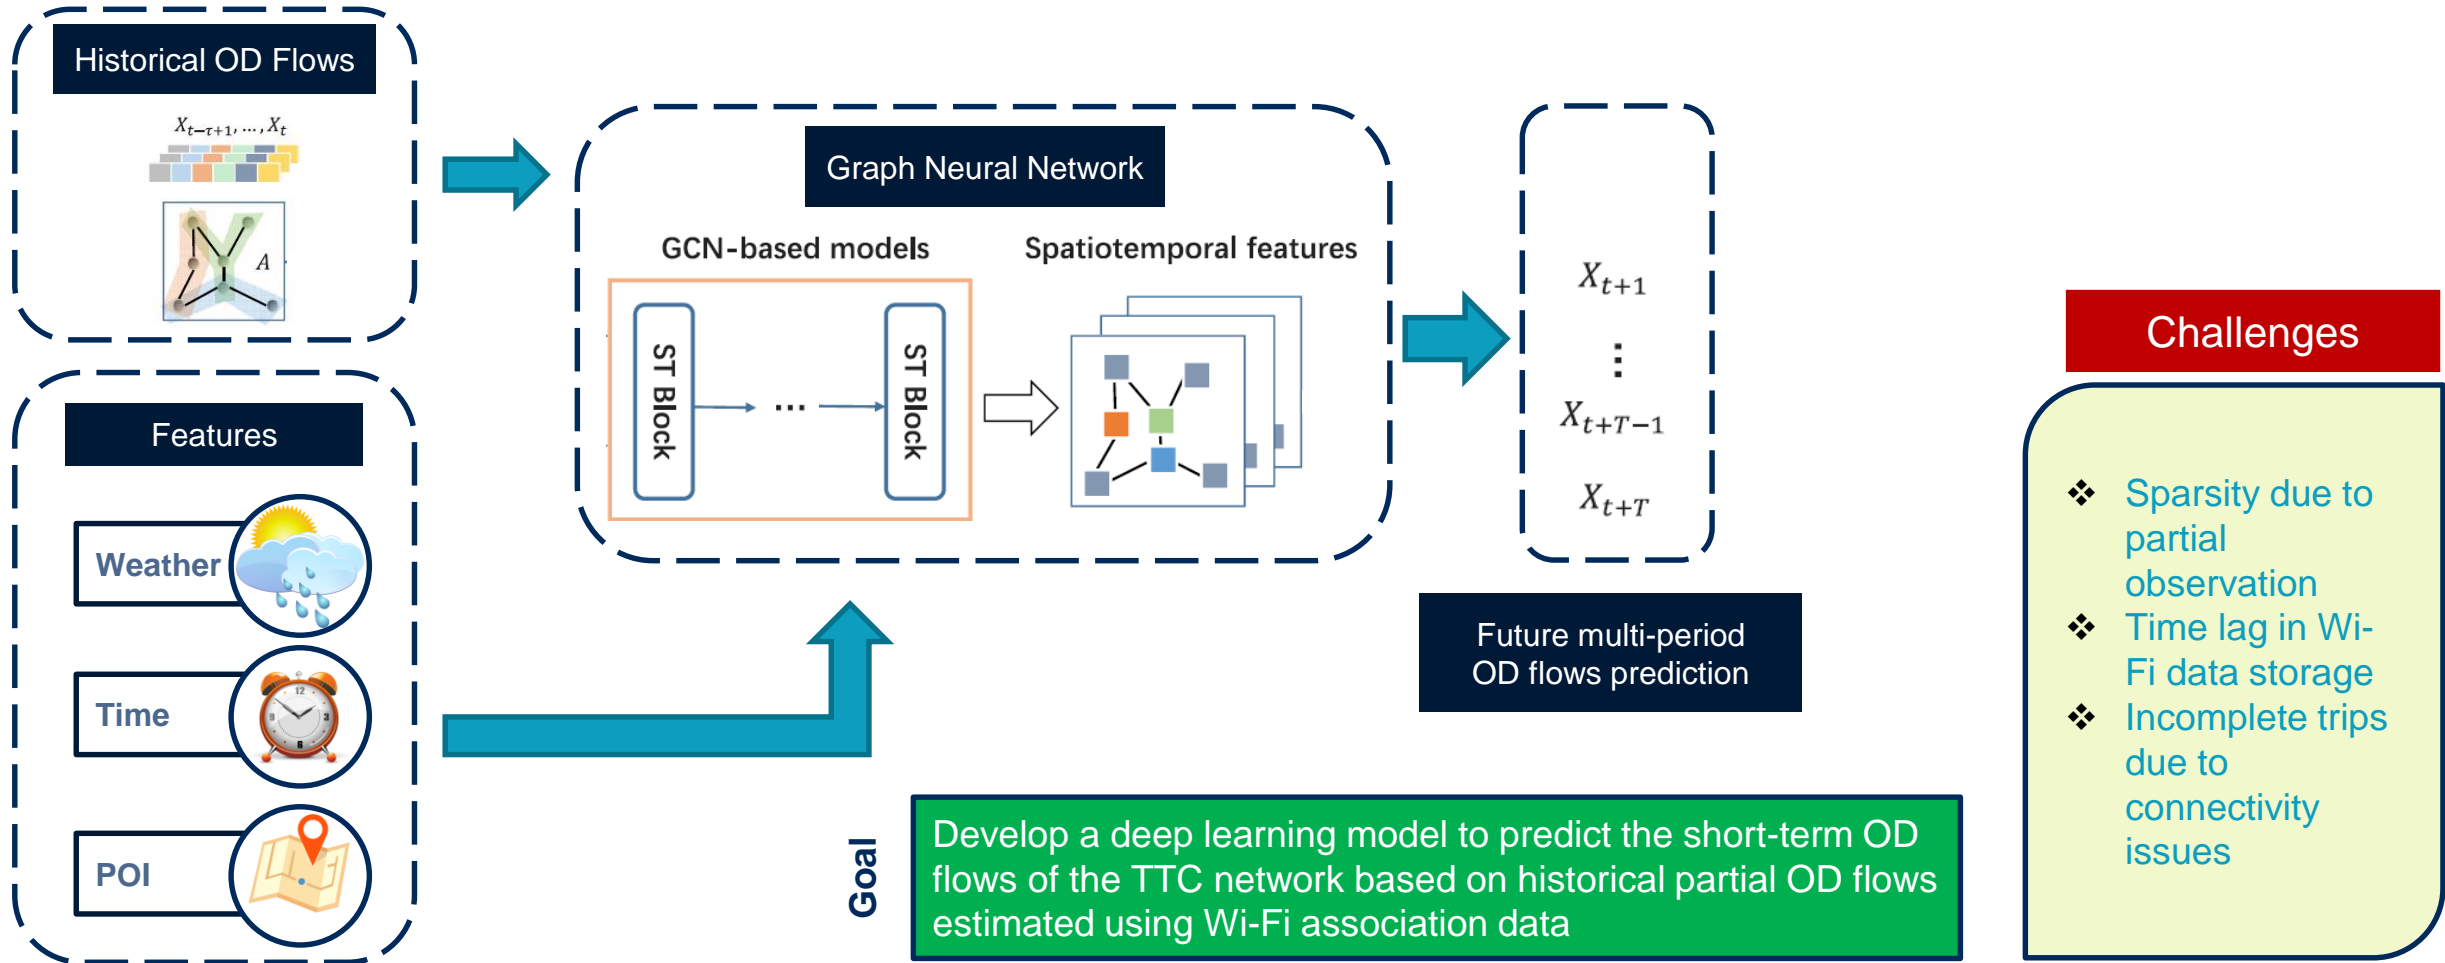 Historical OD Flows
X_{t−τ+1}, … , X_t
A
Features
Weather
Time
POI
Graph Neural Network
GCN-based models
Spatiotemporal features
ST Block
...
ST Block
X_{t+1}
⋮
X_{t+T−1}
X_{t+T}
Future multi-period
OD flows prediction
Goal
Develop a deep learning model to predict the short-term OD
flows of the TTC network based on historical partial OD flows
estimated using Wi-Fi association data
Challenges
❖ Sparsity due to
partial
observation
❖ Time lag in Wi-
Fi data storage
❖ Incomplete trips
due to
connectivity
issues